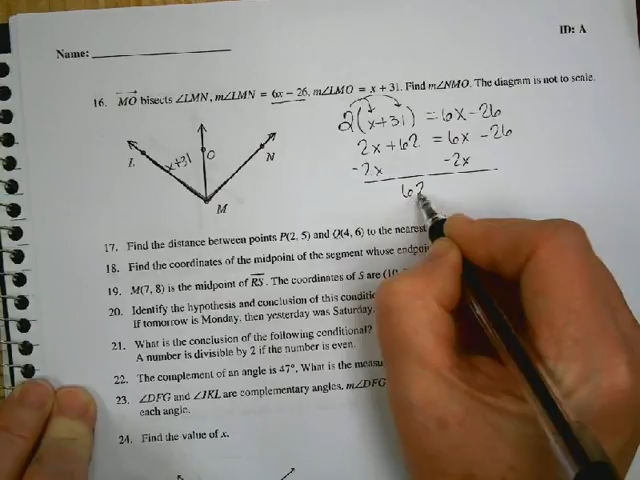 ID: A
Name:
16. MO bisects ∠LMN, m∠LMN = 6x − 26, m∠LMO = x + 31. Find m∠NMO. The diagram is not to scale.
2(x+31) = 6x-26
2x+62 = 6x-26
-2x -2x
62
L
x+31
O
N
M
17. Find the distance between points P(2, 5) and Q(4, 6) to the nearest
18. Find the coordinates of the midpoint of the segment whose
19. M(7, 8) is the midpoint of RS. The coordinates of S are
20. Identify the hypothesis and conclusion of this
If tomorrow is Monday, then yesterday was Saturday.
21. What is the conclusion of the following conditional?
A number is divisible by 2 if the number is even.
22. The complement of an angle is 47°. What is the
23. ∠DFG and ∠JKL are complementary angles. m∠DFG
each angle.
24. Find the value of x.